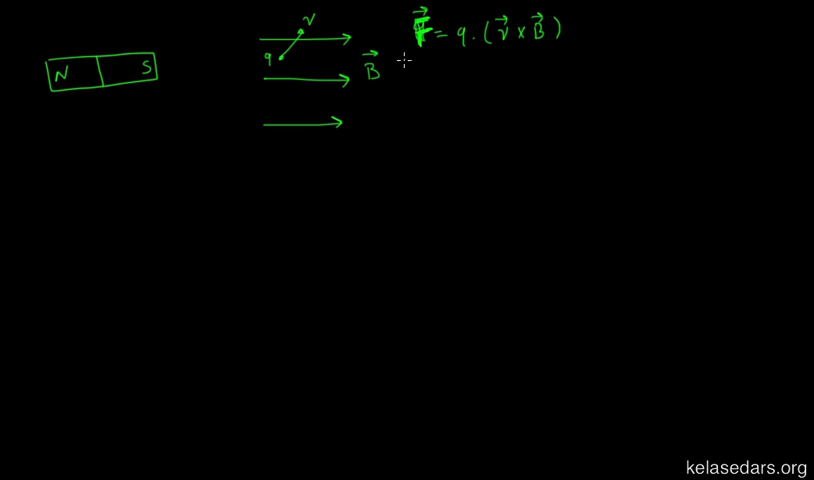 v
q
F⃗ = q . ( v⃗ × B⃗ )
N S
B⃗
kelasedars.org